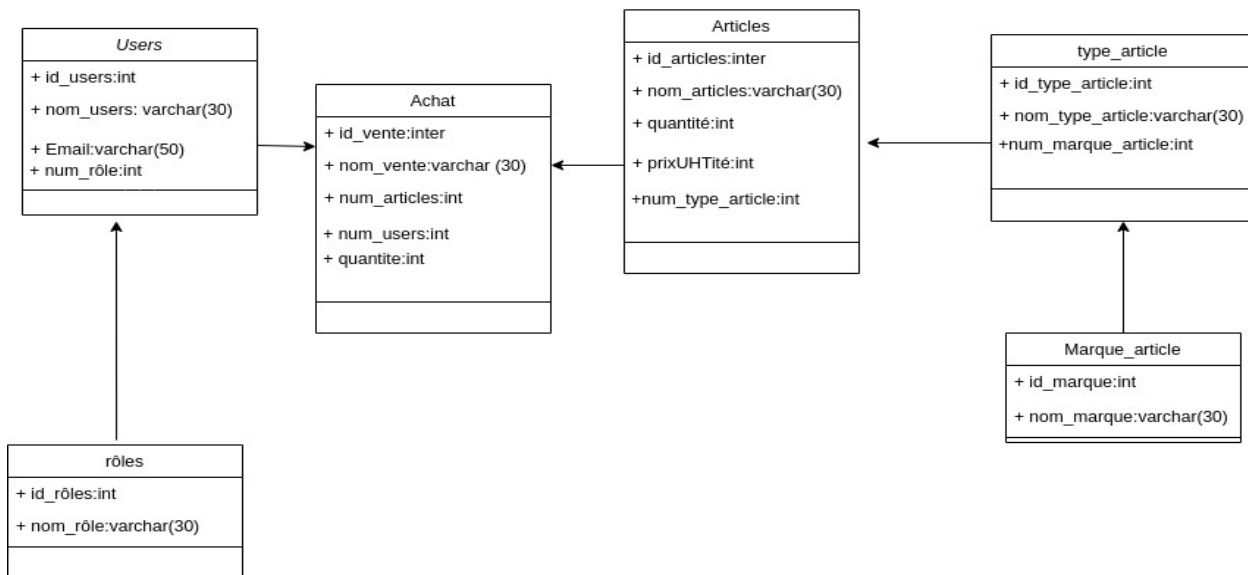 Users
+ id_users:int
+ nom_users: varchar(30)
+ Email:varchar(50)
+ num_rôle:int
Achat
+ id_vente:inter
+ nom_vente:varchar (30)
+ num_articles:int
+ num_users:int
+ quantite:int
Articles
+ id_articles:inter
+ nom_articles:varchar(30)
+ quantité:int
+ prixUHTité:int
+num_type_article:int
type_article
+ id_type_article:int
+ nom_type_article:varchar(30)
+num_marque_article:int
Marque_article
+ id_marque:int
+ nom_marque:varchar(30)
rôles
+ id_rôles:int
+ nom_rôle:varchar(30)